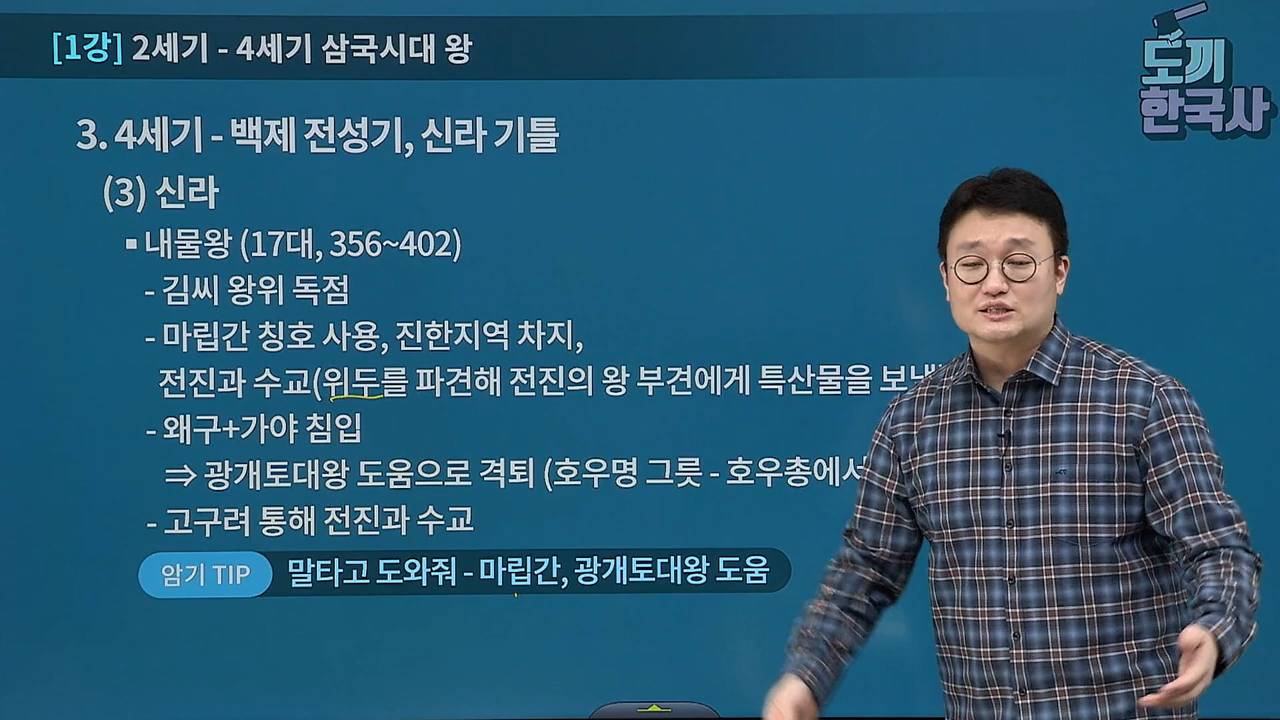 [1강] 2세기 - 4세기 삼국시대 왕
도끼
한국사
3. 4세기 - 백제 전성기, 신라 기틀
(3) 신라
▪ 내물왕 (17대, 356~402)
- 김씨 왕위 독점
- 마립간 칭호 사용, 진한지역 차지,
전진과 수교(위두를 파견해 전진의 왕 부견에게 특산물을
- 왜구+가야 침입
⇒ 광개토대왕 도움으로 격퇴 (호우명 그릇 - 호우총에서
- 고구려 통해 전진과 수교
암기 TIP 말타고 도와줘 - 마립간, 광개토대왕 도움